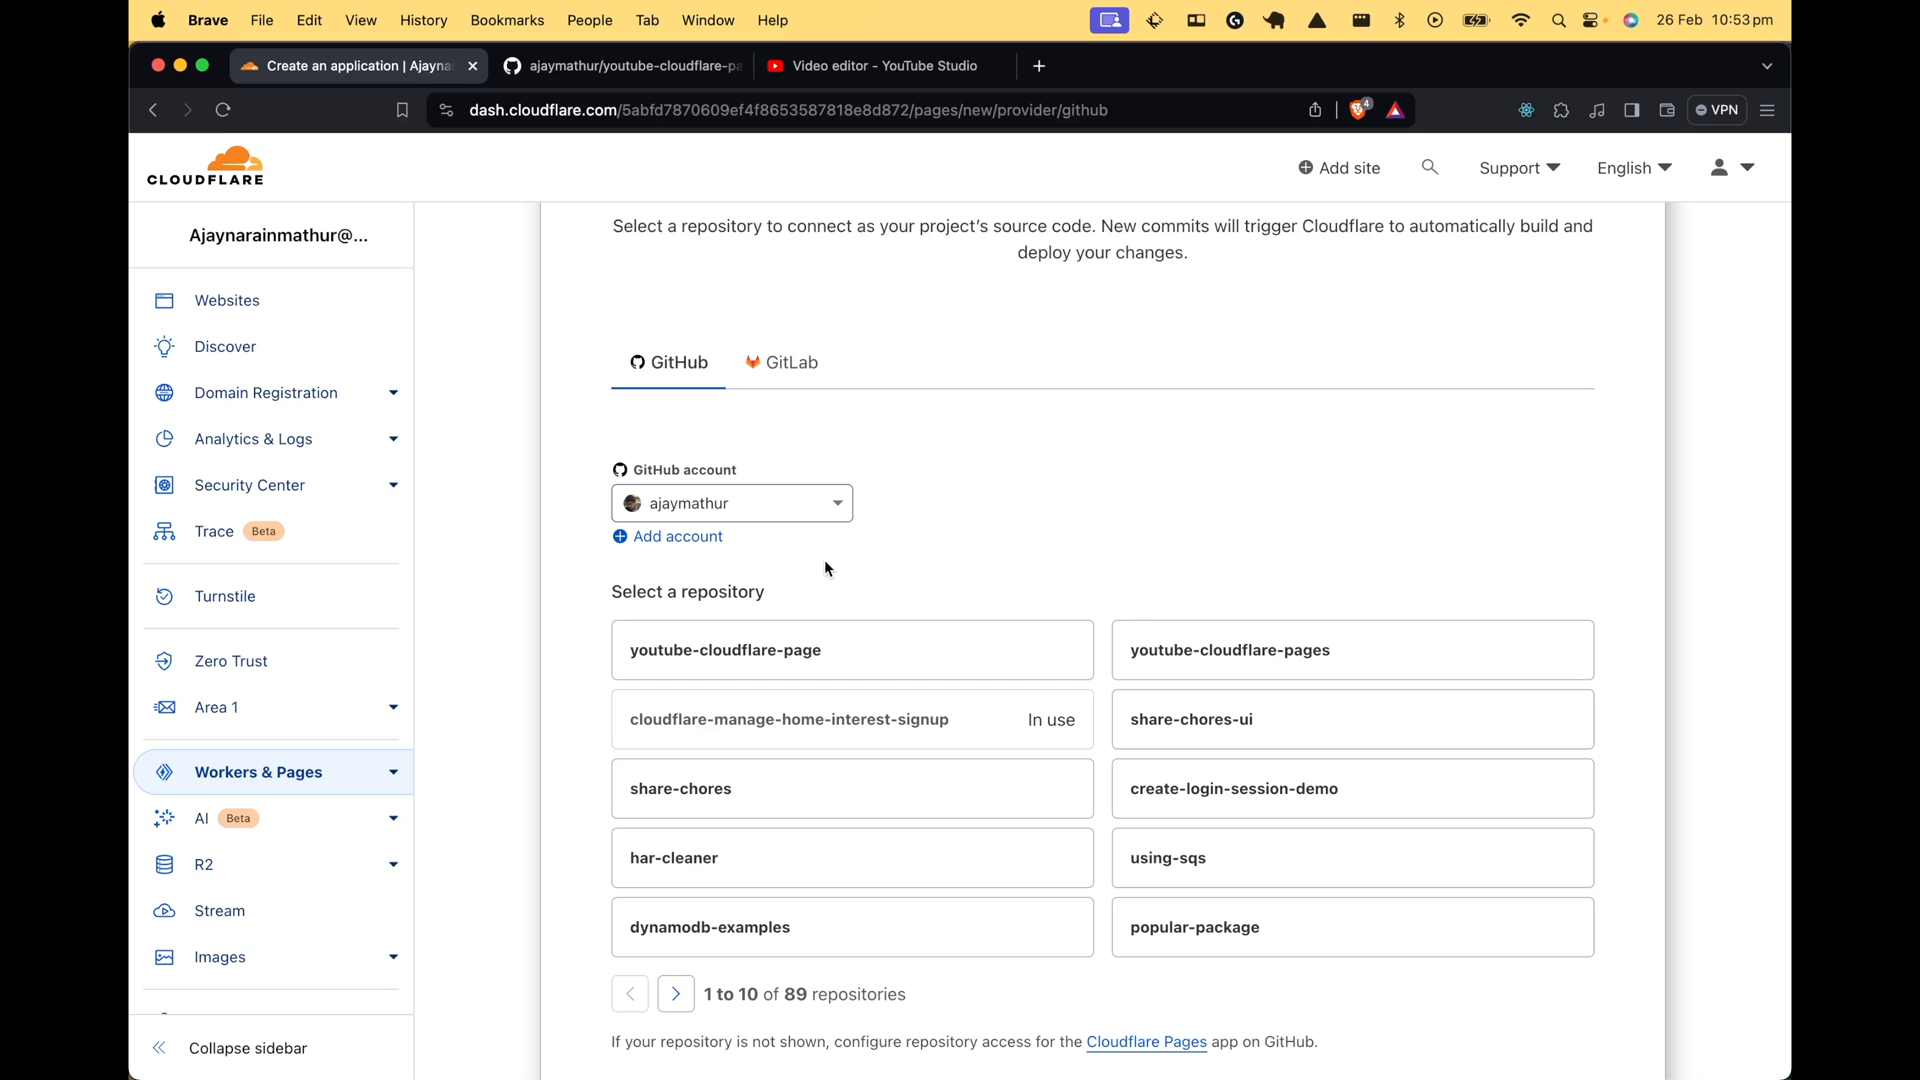 Brave File Edit View History Bookmarks People Tab Window Help 26 Feb 10:53 pm
Create an application | Ajayna ajaymathur/youtube-cloudflare-pa Video editor - YouTube Studio
dash.cloudflare.com/5abfd7870609ef4f8653587818e8d872/pages/new/provider/github 4 VPN
CLOUDFLARE
Add site Support English
Ajaynarainmathur@...
Websites
Discover
Domain Registration
Analytics & Logs
Security Center
Trace Beta
Turnstile
Zero Trust
Area 1
Workers & Pages
AI Beta
R2
Stream
Images
Collapse sidebar
Select a repository to connect as your project's source code. New commits will trigger Cloudflare to automatically build and
deploy your changes.
GitHub GitLab
GitHub account
ajaymathur
Add account
Select a repository
youtube-cloudflare-page youtube-cloudflare-pages
cloudflare-manage-home-interest-signup In use share-chores-ui
share-chores create-login-session-demo
har-cleaner using-sqs
dynamodb-examples popular-package
1 to 10 of 89 repositories
If your repository is not shown, configure repository access for the Cloudflare Pages app on GitHub.